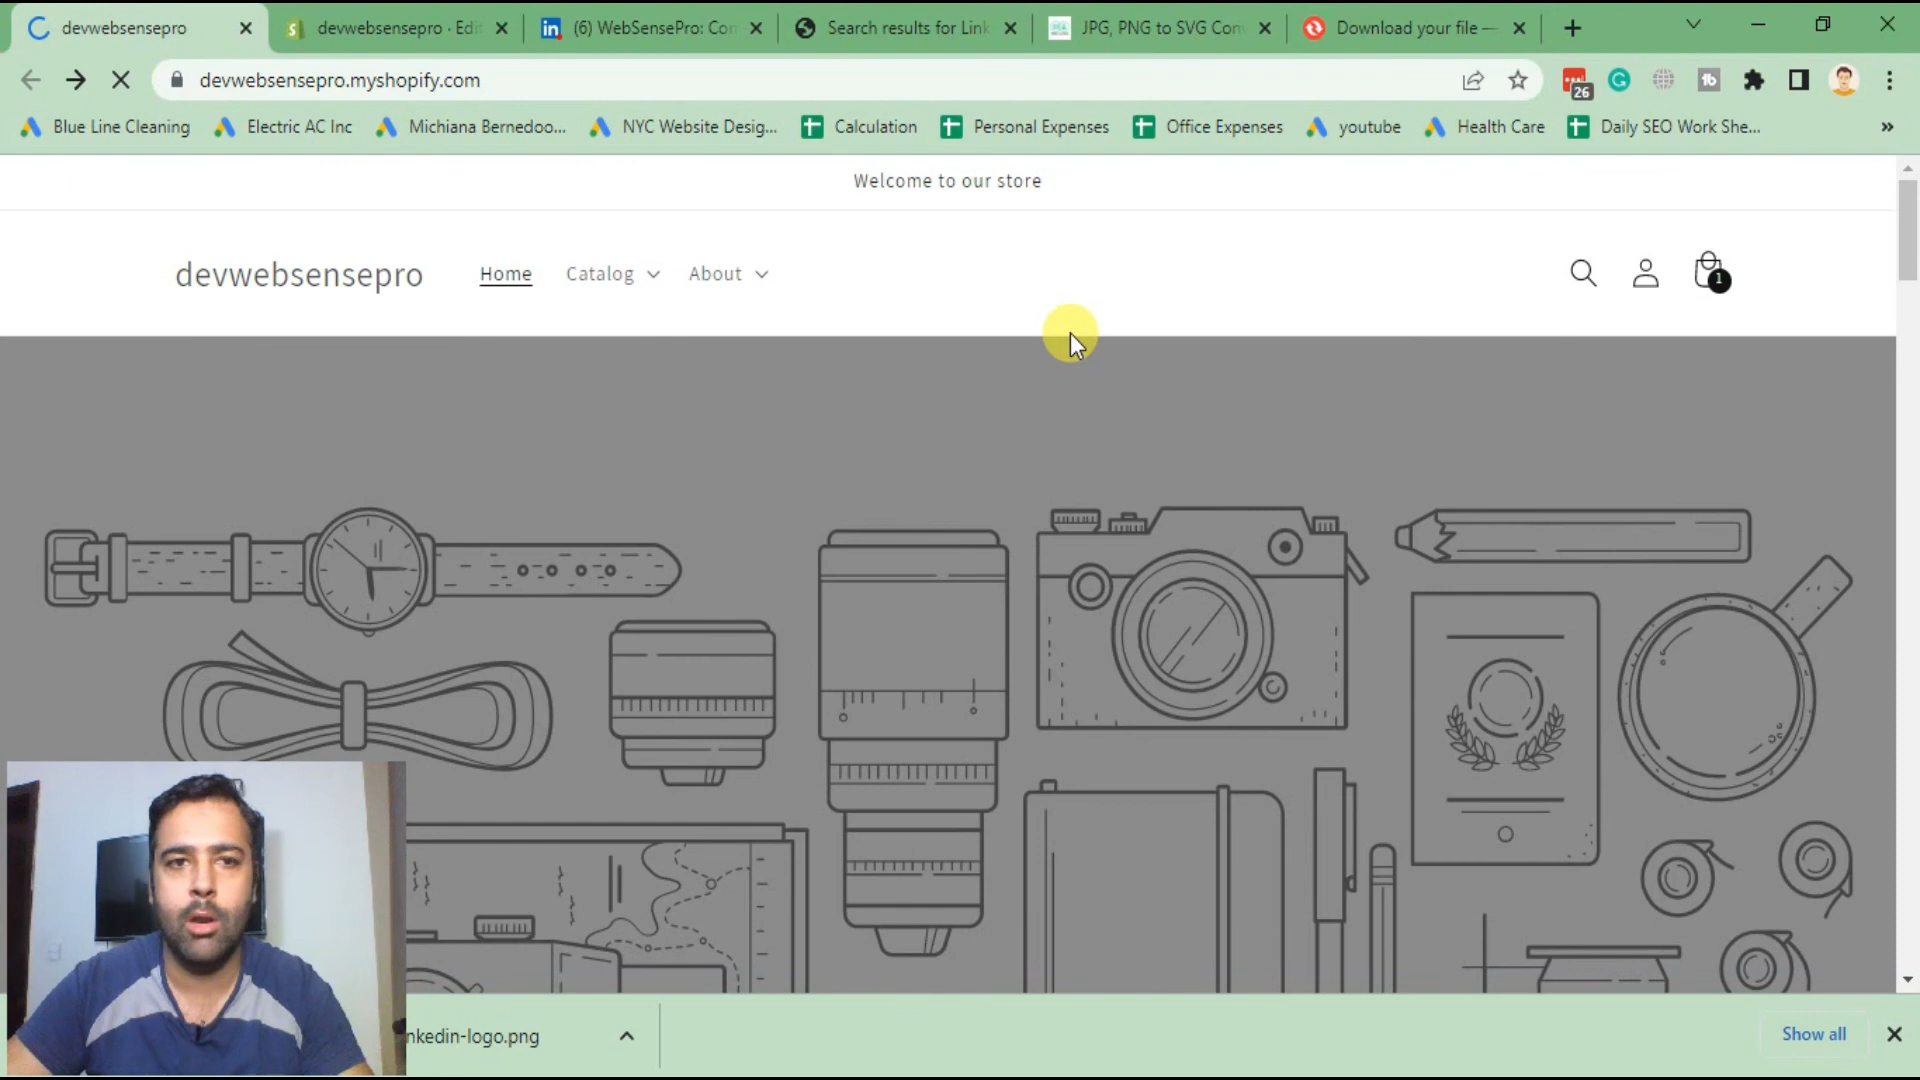 devwebsensepro
devwebsensepro · Edi
(6) WebSensePro: Con
Search results for Link
JPG, PNG to SVG Conv
Download your file —
devwebsensepro.myshopify.com
26
Blue Line Cleaning
Electric AC Inc
Michiana Bernedoo...
NYC Website Desig...
Calculation
Personal Expenses
Office Expenses
youtube
Health Care
Daily SEO Work She...
»
Welcome to our store
devwebsensepro
Home
Catalog
About
1
nkedin-logo.png
Show all